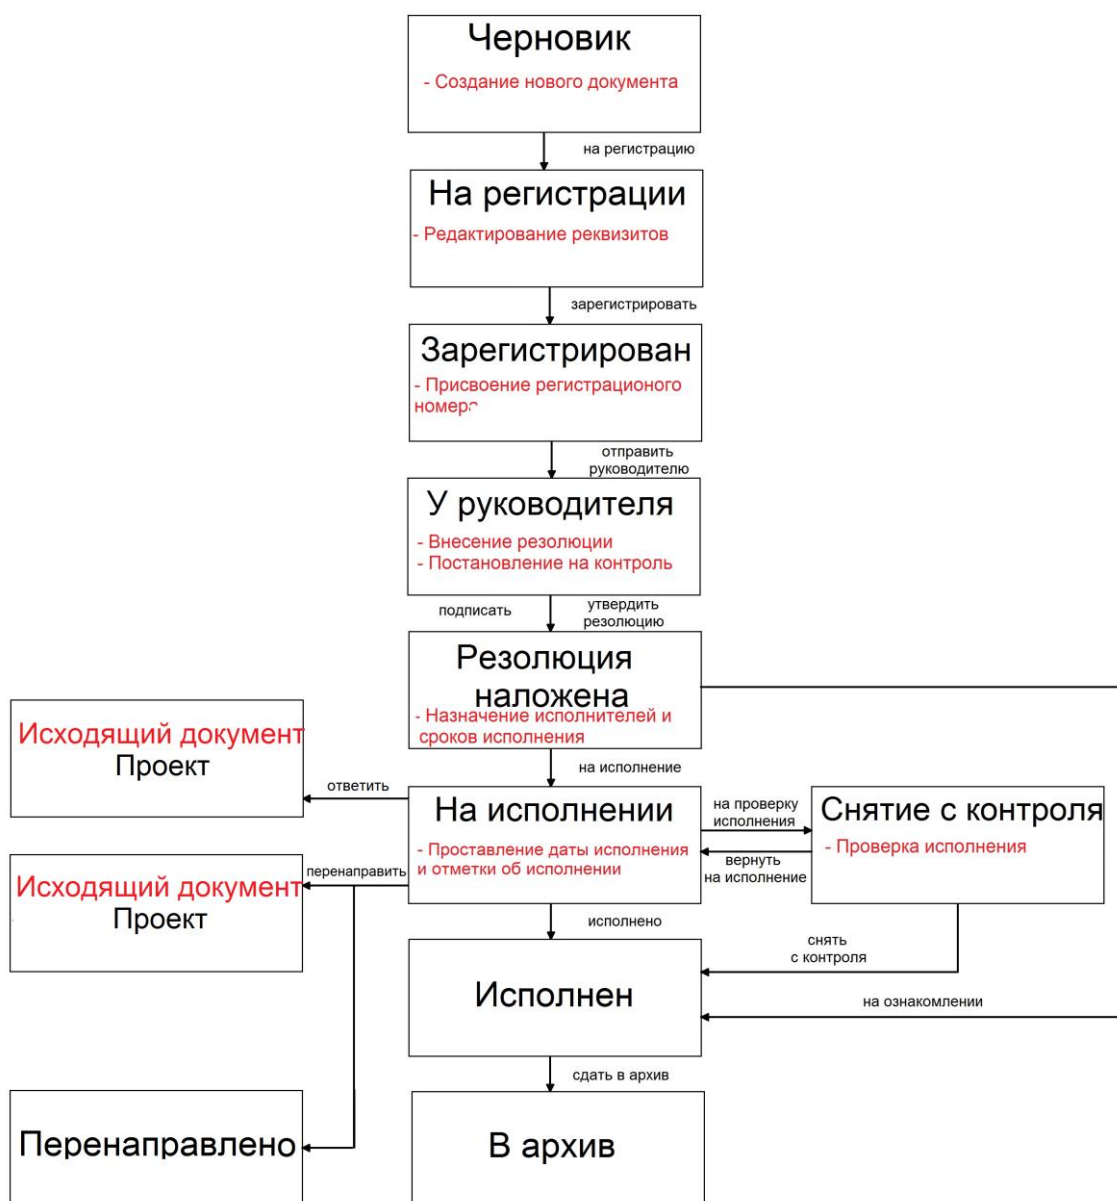 Черновик
- Создание нового документа
на регистрацию
На регистрации
- Редактирование реквизитов
зарегистрировать
Зарегистрирован
- Присвоение регистрационого
номера
отправить
руководителю
У руководителя
- Внесение резолюции
- Постановление на контроль
подписать
утвердить
резолюцию
Резолюция
наложена
- Назначение исполнителей и
сроков исполнения
на исполнение
Исходящий документ
Проект
ответить
На исполнении
- Проставление даты исполнения
и отметки об исполнении
на проверку
исполнения
вернуть
на исполнение
Снятие с контроля
- Проверка исполнения
Исходящий документ
Проект
перенаправить
исполнено
снять
с контроля
Исполнен
на ознакомлении
сдать в архив
Перенаправлено
В архив